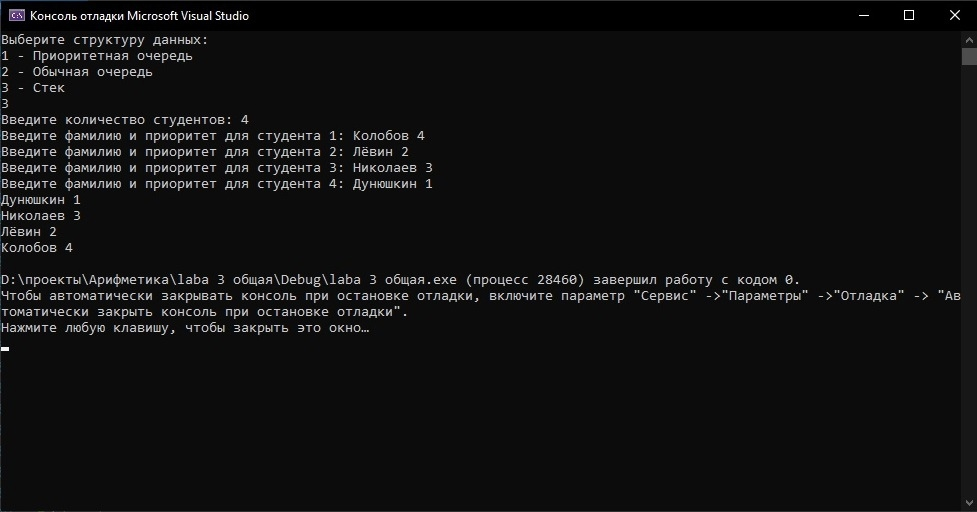 Консоль отладки Microsoft Visual Studio
Выберите структуру данных:
1 - Приоритетная очередь
2 - Обычная очередь
3 - Стек
3
Введите количество студентов: 4
Введите фамилию и приоритет для студента 1: Колобов 4
Введите фамилию и приоритет для студента 2: Лёвин 2
Введите фамилию и приоритет для студента 3: Николаев 3
Введите фамилию и приоритет для студента 4: Дунюшкин 1
Дунюшкин 1
Николаев 3
Лёвин 2
Колобов 4
D:\проекты\Арифметика\laba 3 общая\Debug\laba 3 общая.exe (процесс 28460) завершил работу с кодом 0.
Чтобы автоматически закрывать консоль при остановке отладки, включите параметр "Сервис" ->"Параметры" ->"Отладка" -> "Ав
томатически закрыть консоль при остановке отладки".
Нажмите любую клавишу, чтобы закрыть это окно…